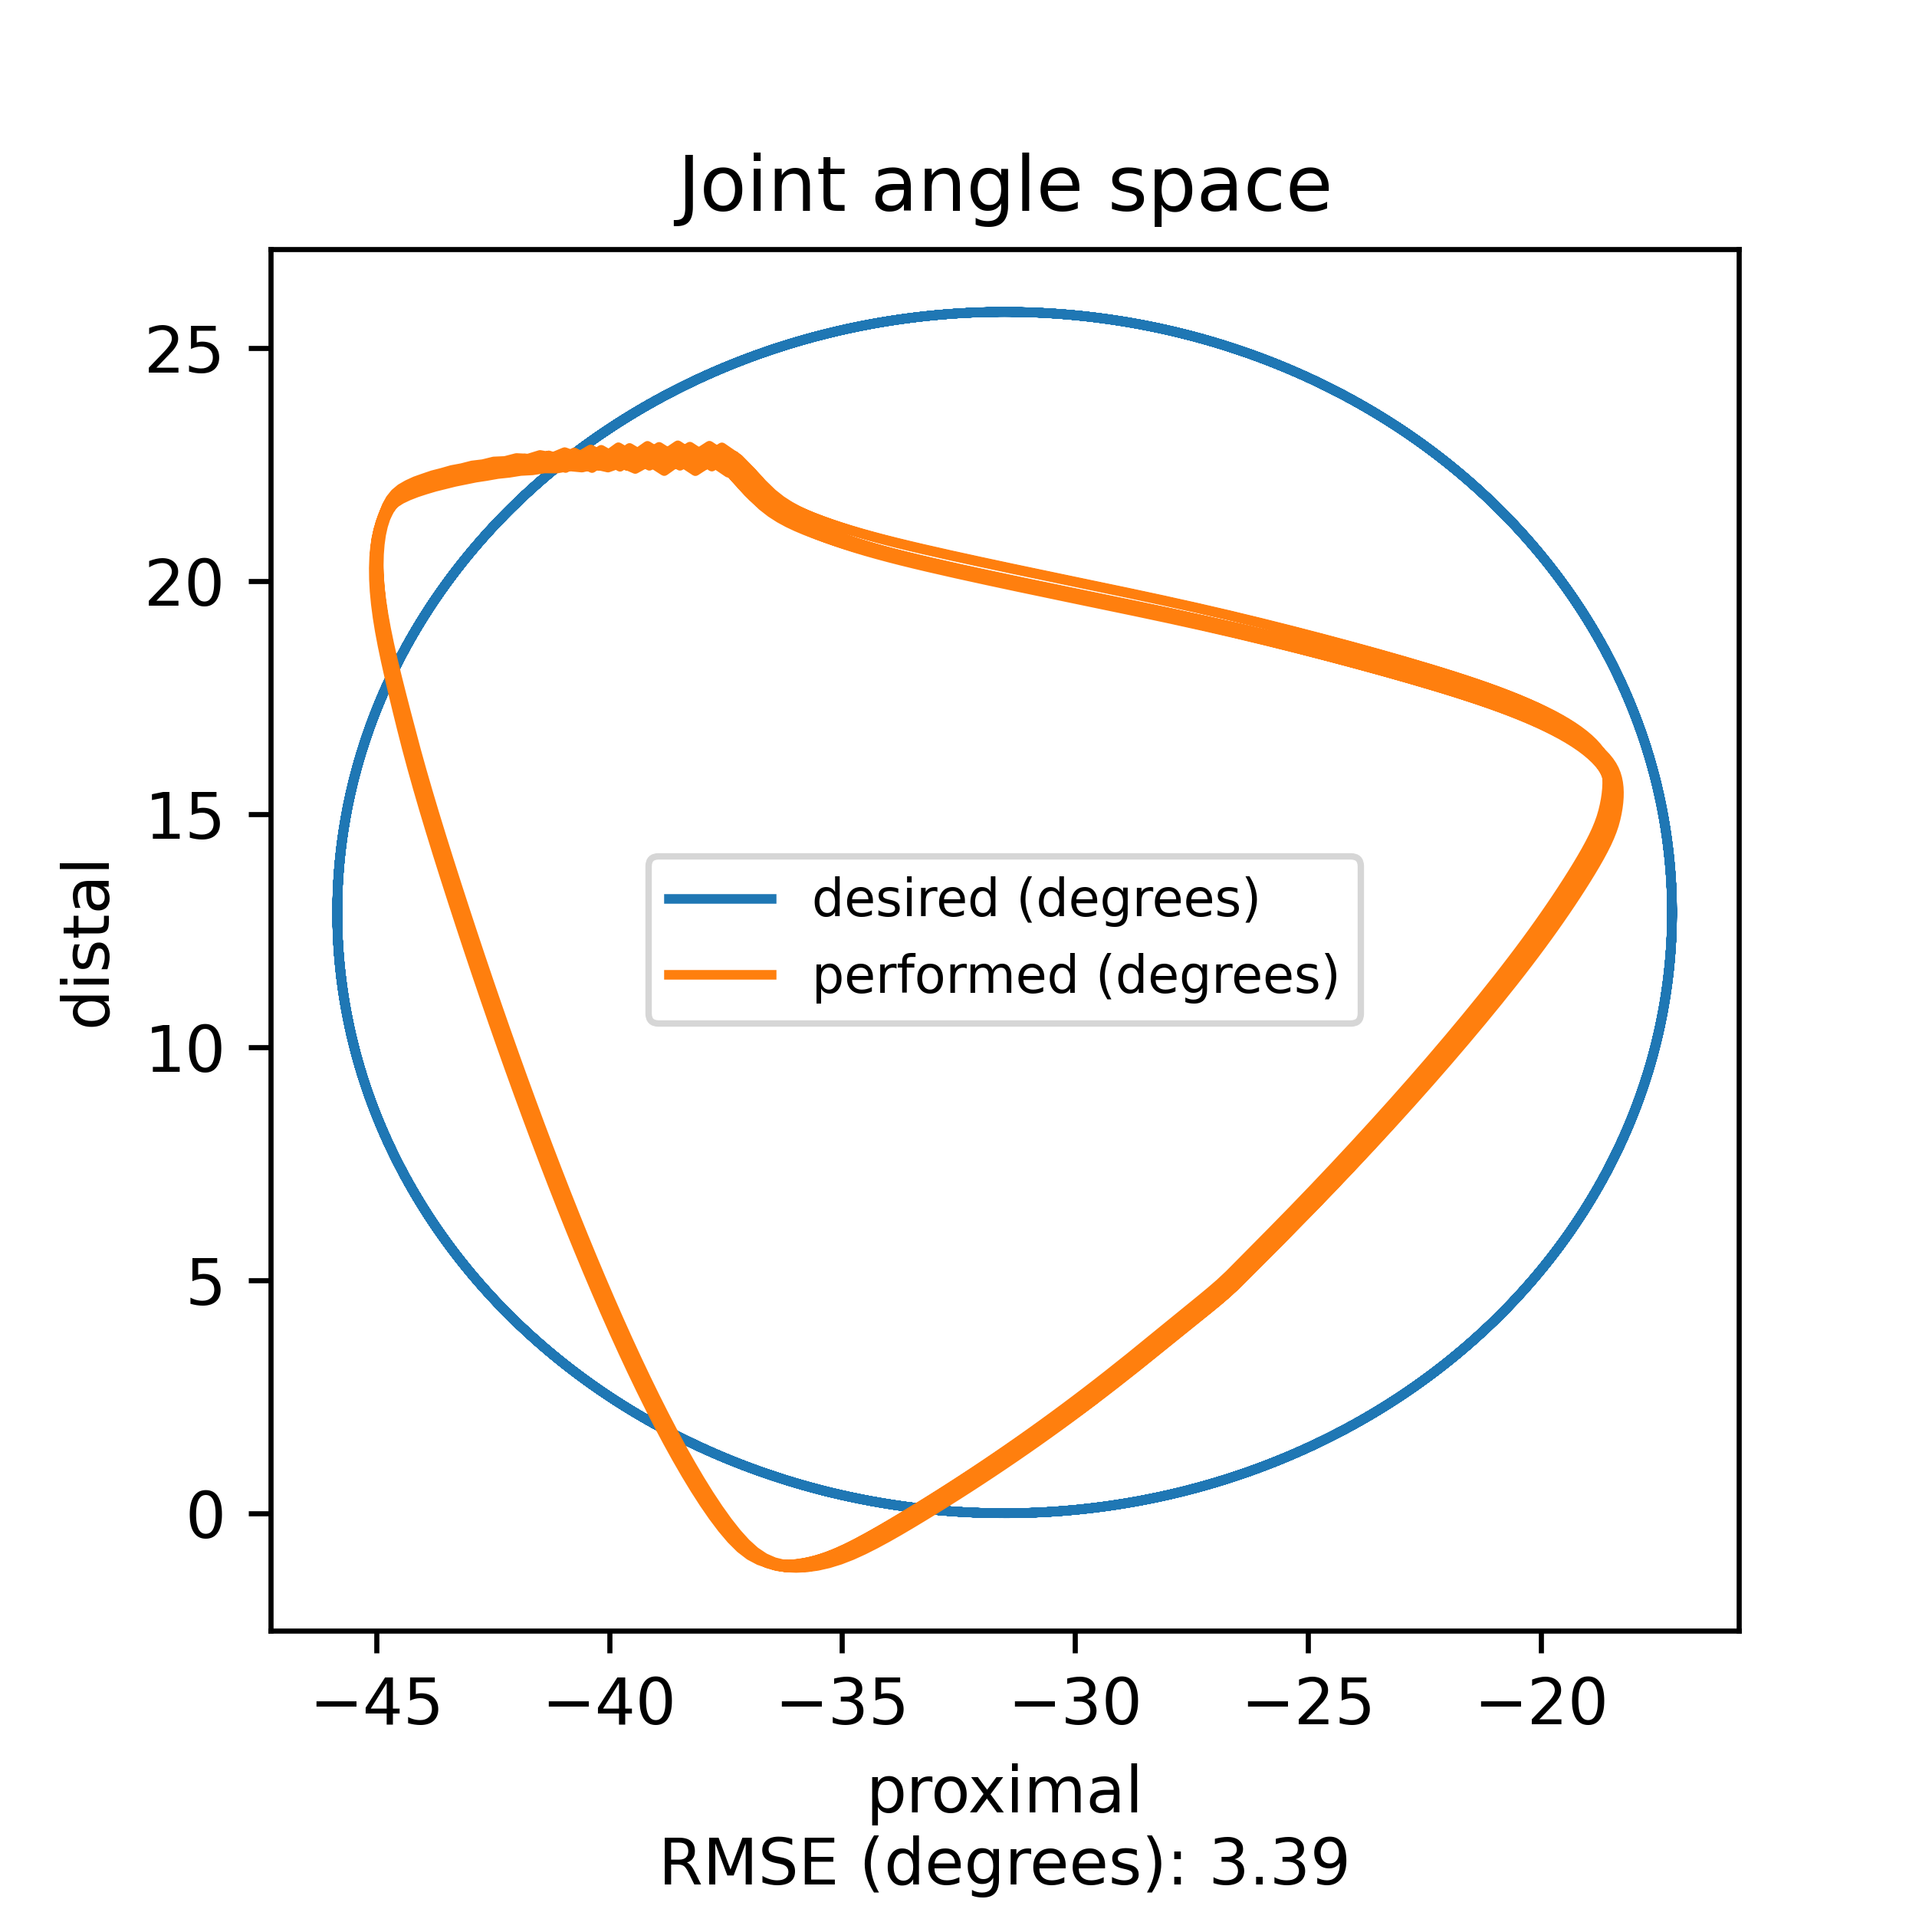 Joint angle space
25
20
15
10
5
0
distal
desired (degrees)
performed (degrees)
−45 −40 −35 −30 −25 −20
proximal
RMSE (degrees): 3.39